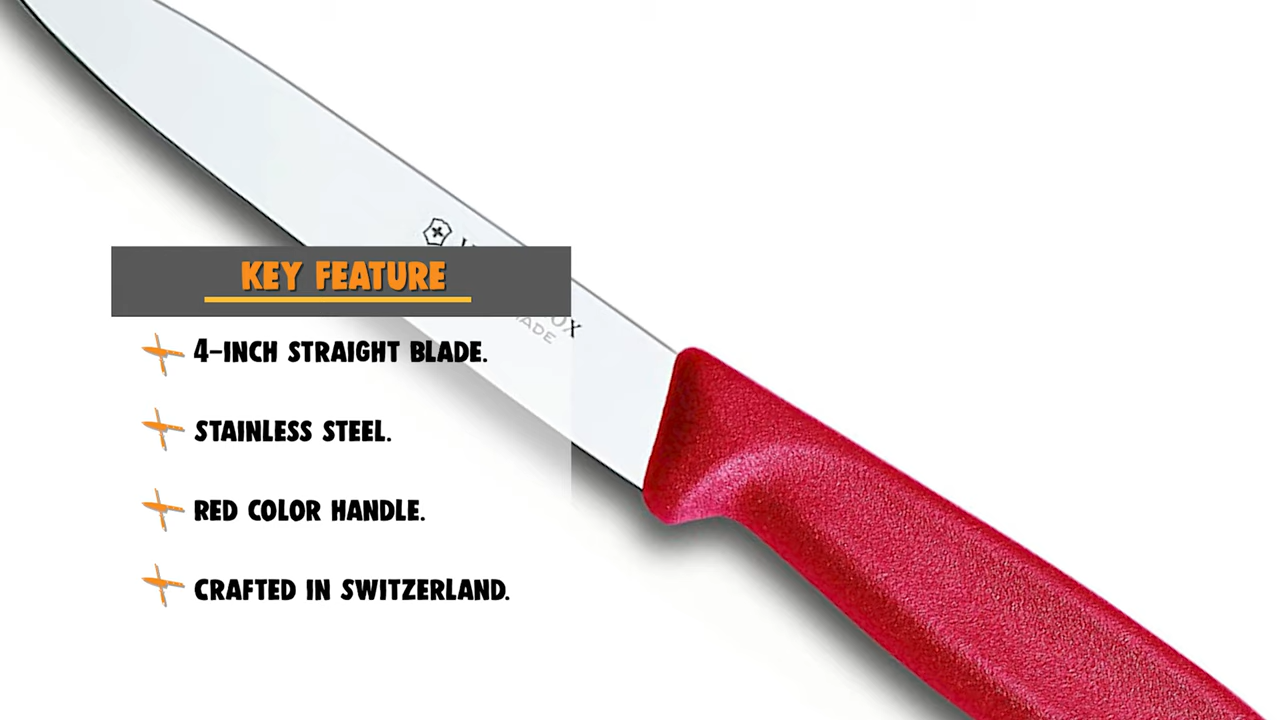 KEY FEATURE
4-INCH STRAIGHT BLADE.
STAINLESS STEEL.
RED COLOR HANDLE.
CRAFTED IN SWITZERLAND.